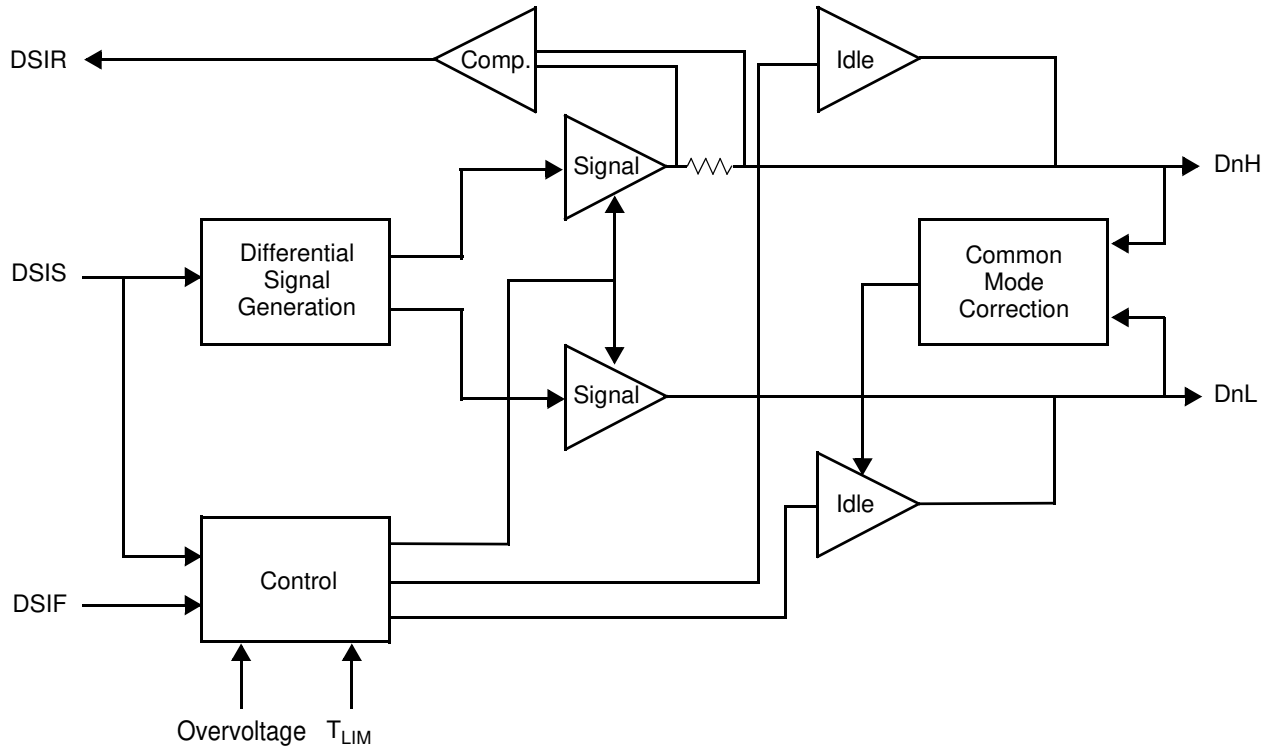 DSIR
Comp.
Idle
Signal
DnH
DSIS
Differential
Signal
Generation
Common
Mode
Correction
Signal
DnL
Idle
Control
DSIF
Overvoltage
TLIM